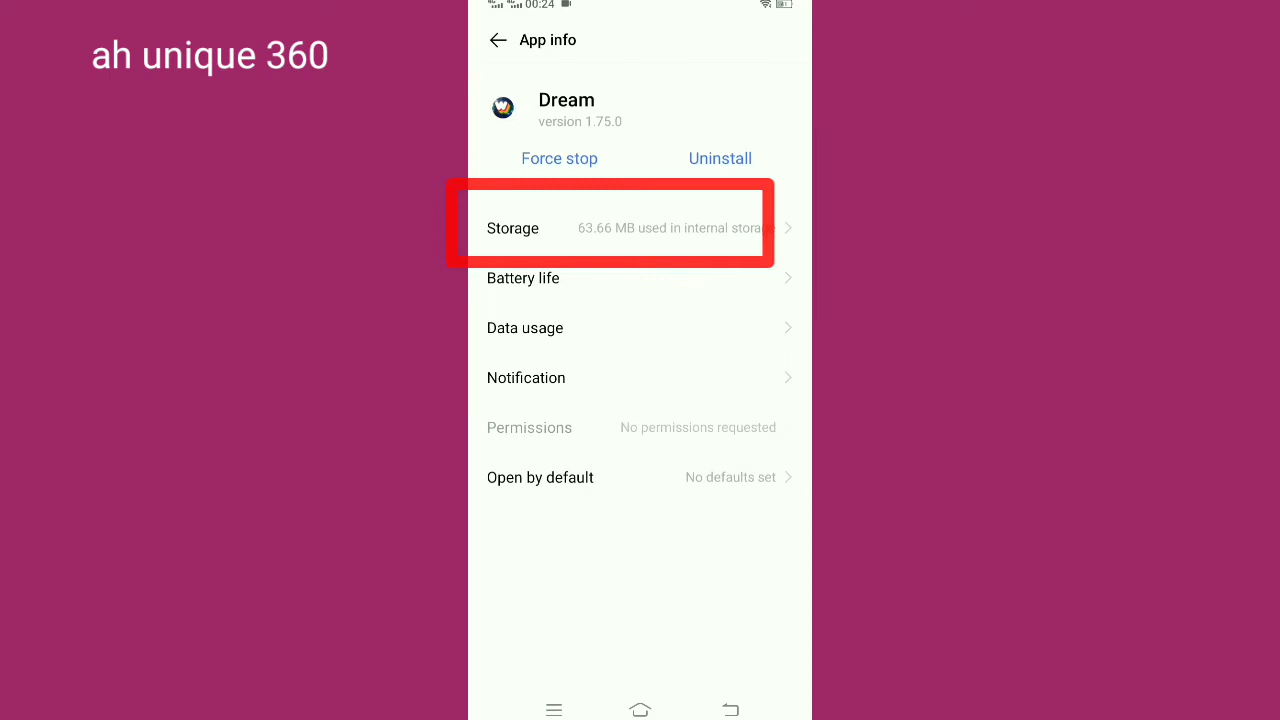 ah unique 360
00:24
App info
Dream
version 1.75.0
Force stop Uninstall
Storage 63.66 MB used in internal storage
Battery life
Data usage
Notification
Permissions No permissions requested
Open by default No defaults set